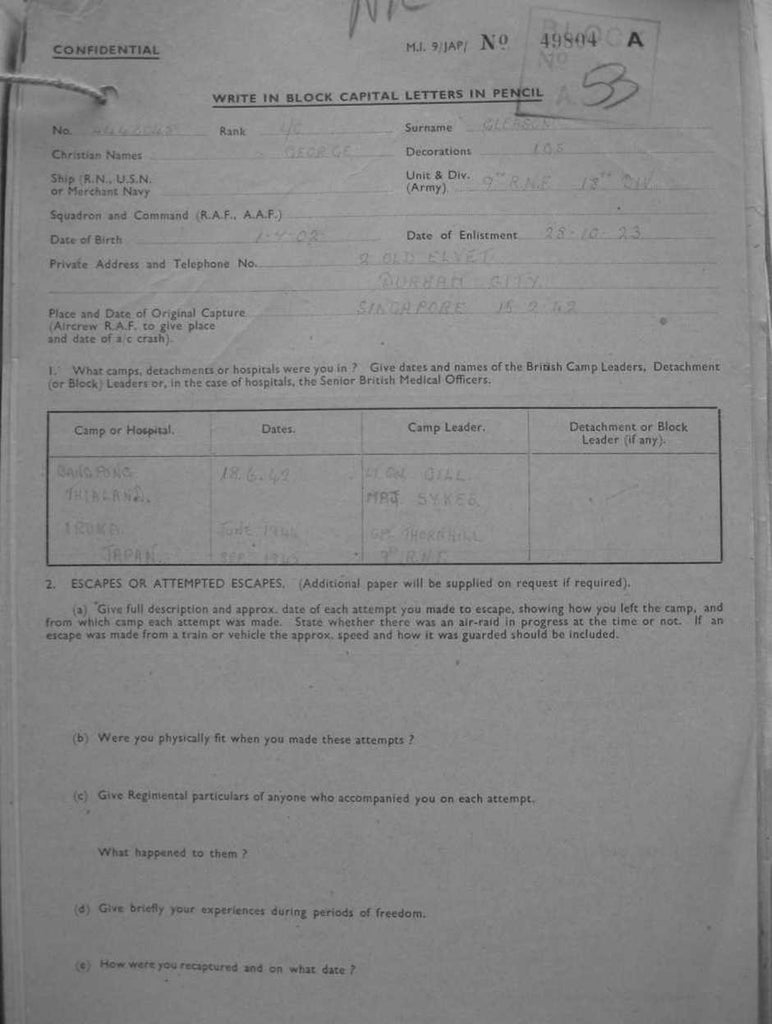 CONFIDENTIAL
M.I. 9/JAP/ Nº 49804 A
53
WRITE IN BLOCK CAPITAL LETTERS IN PENCIL
No. Rank Surname GLEASON
Christian Names GEORGE Decorations
Ship (R.N., U.S.N. or Merchant Navy Unit & Div. (Army) 9TH R.N.F. 18TH DIV
Squadron and Command (R.A.F., A.A.F.)
Date of Birth 1-4-02 Date of Enlistment 28-10-23
Private Address and Telephone No. 2 OLD ELVET
DURHAM CITY
Place and Date of Original Capture SINGAPORE 15-2-42
(Aircrew R.A.F. to give place
and date of a/c crash).
1. What camps, detachments or hospitals were you in ? Give dates and names of the British Camp Leaders, Detachment
(or Block) Leaders or, in the case of hospitals, the Senior British Medical Officers.
Camp or Hospital. Dates. Camp Leader. Detachment or Block
Leader (if any).
BANG PONG 18.6.42 GILL
THIALAND. MAJ SYKES
JUNE THORNHILL
JAPAN. SEP 9TH R.N.F.
2. ESCAPES OR ATTEMPTED ESCAPES. (Additional paper will be supplied on request if required).
(a) Give full description and approx. date of each attempt you made to escape, showing how you left the camp, and
from which camp each attempt was made. State whether there was an air-raid in progress at the time or not. If an
escape was made from a train or vehicle the approx. speed and how it was guarded should be included.
(b) Were you physically fit when you made these attempts ?
(c) Give Regimental particulars of anyone who accompanied you on each attempt.
What happened to them ?
(d) Give briefly your experiences during periods of freedom.
(e) How were you recaptured and on what date ?